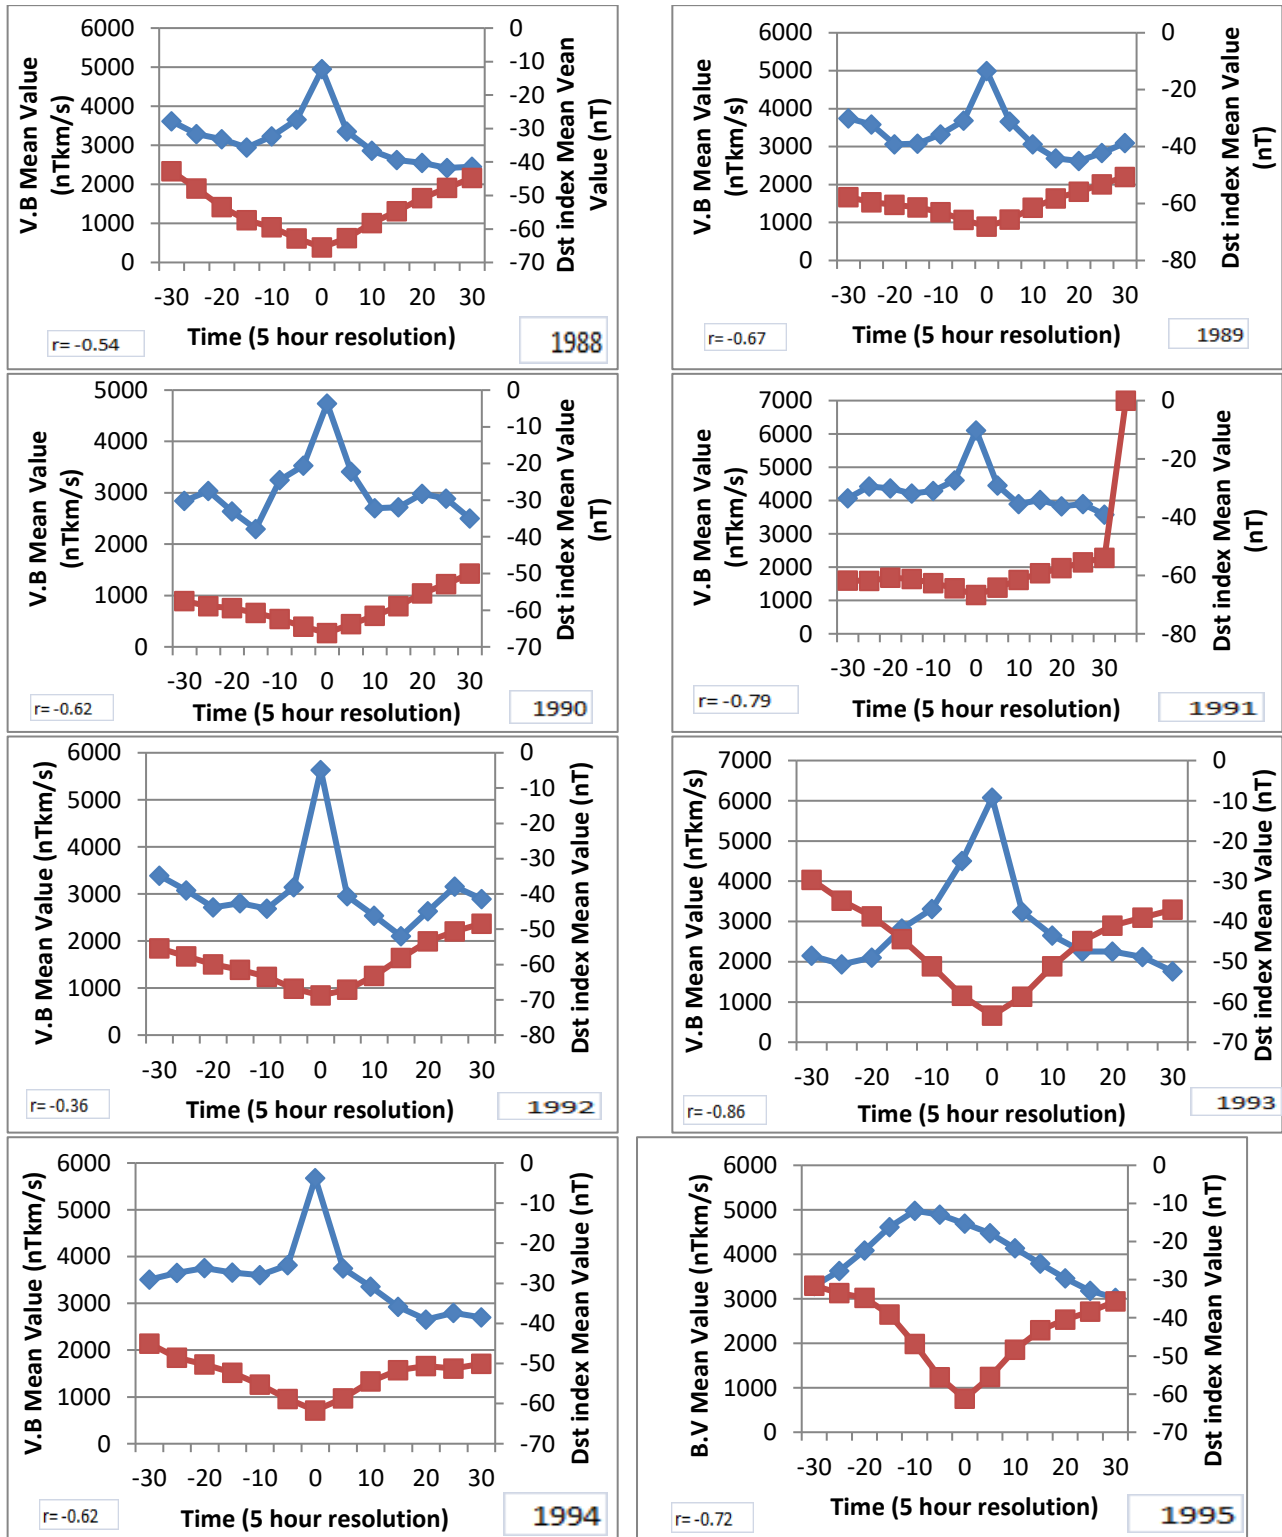 6000
5000
4000
3000
2000
1000
0
V.B Mean Value
(nTkm/s)
0
-10
-20
-30
-40
-50
-60
-70
Dst index Mean Vean
Value (nT)
-30 -20 -10 0 10 20 30
Time (5 hour resolution)
r= -0.54
1988
6000
5000
4000
3000
2000
1000
0
V.B Mean Value
(nTkm/s)
0
-20
-40
-60
-80
Dst index Mean Value
(nT)
-30 -20 -10 0 10 20 30
Time (5 hour resolution)
r= -0.67
1989
5000
4000
3000
2000
1000
0
V.B Mean Value
(nTkm/s)
0
-10
-20
-30
-40
-50
-60
-70
Dst index Mean Value
(nT)
-30 -20 -10 0 10 20 30
Time (5 hour resolution)
r= -0.62
1990
7000
6000
5000
4000
3000
2000
1000
0
V.B Mean Value
(nTkm/s)
0
-20
-40
-60
-80
Dst index Mean Value
(nT)
-30 -20 -10 0 10 20 30
Time (5 hour resolution)
r= -0.79
1991
6000
5000
4000
3000
2000
1000
0
V.B Mean Value (nTkm/s)
0
-10
-20
-30
-40
-50
-60
-70
-80
Dst index Mean Value (nT)
-30 -20 -10 0 10 20 30
Time (5 hour resolution)
r= -0.36
1992
7000
6000
5000
4000
3000
2000
1000
0
V.B Mean Value (nTkm/s)
0
-10
-20
-30
-40
-50
-60
-70
Dst index Mean Value (nT)
-30 -20 -10 0 10 20 30
Time (5 hour resolution)
r= -0.86
1993
6000
5000
4000
3000
2000
1000
0
V.B Mean Value (nTkm/s)
0
-10
-20
-30
-40
-50
-60
-70
Dst index Mean Value (nT)
-30 -20 -10 0 10 20 30
Time (5 hour resolution)
r= -0.62
1994
6000
5000
4000
3000
2000
1000
0
B.V Mean Value (nTkm/s)
0
-10
-20
-30
-40
-50
-60
-70
Dst index Mean Value (nT)
-30 -20 -10 0 10 20 30
Time (5 hour resolution)
r= -0.72
1995